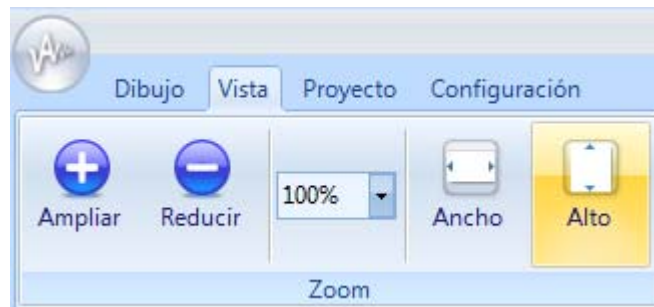 Dibujo Vista Proyecto Configuración
100%
Ampliar Reducir Ancho Alto
Zoom